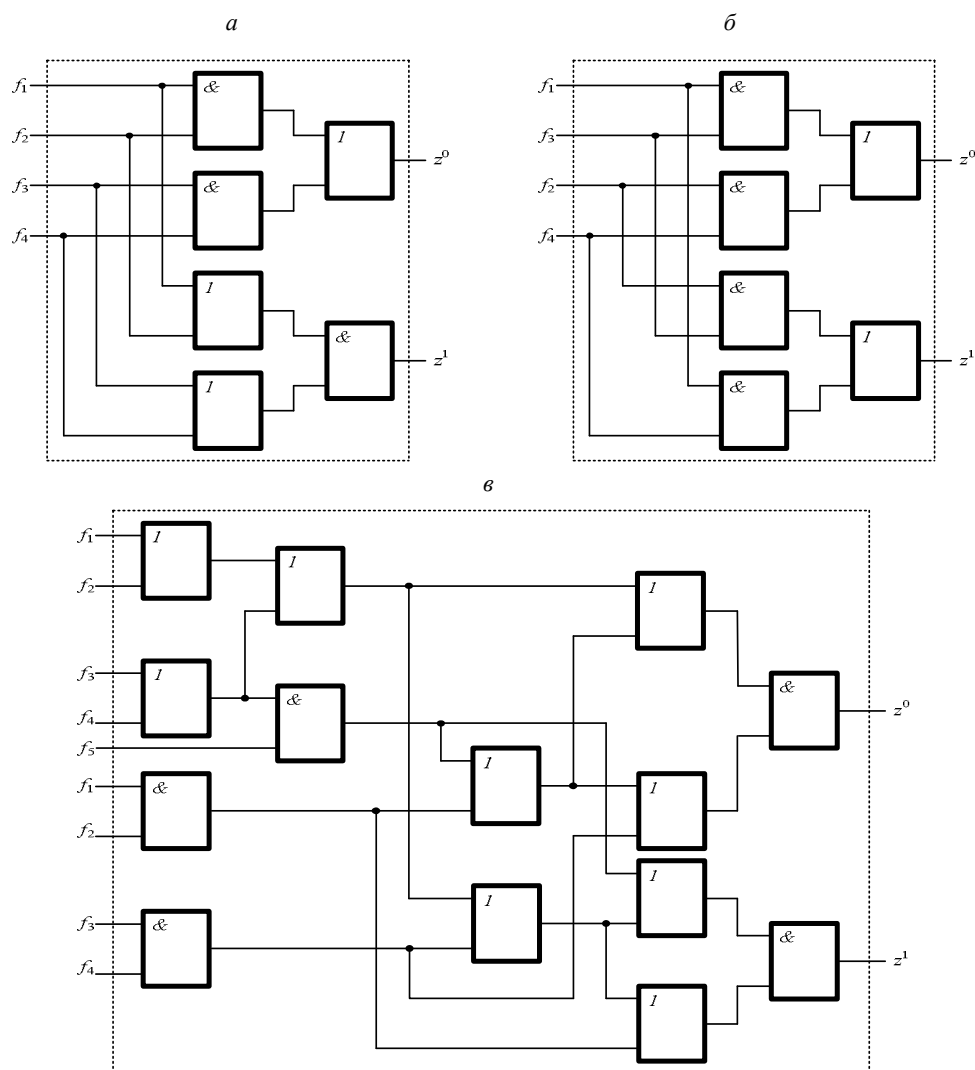 а б
f₁ & & f₁
1 1
f₂ z⁰ f₃ z⁰
f₃ & f₂ &
f₄ f₄
1 &
& z¹ 1 z¹
1 &
в
f₁ 1
1
f₂ 1
f₃ 1
& &
f₄ z⁰
f₅
1
f₁ & 1
f₂
1
f₃ & 1
&
f₄ z¹
1